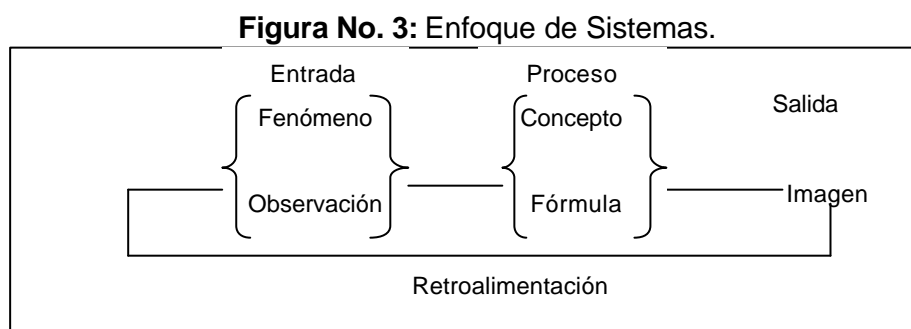 Figura No. 3: Enfoque de Sistemas.
Entrada Proceso
Salida
Fenómeno Concepto
Imagen
Observación Fórmula
Retroalimentación